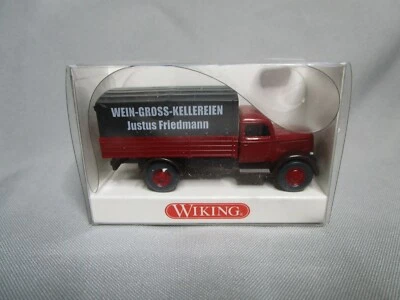 WEIN-GROSS-KELLEREIEN
Justus Friedmann
WIKING